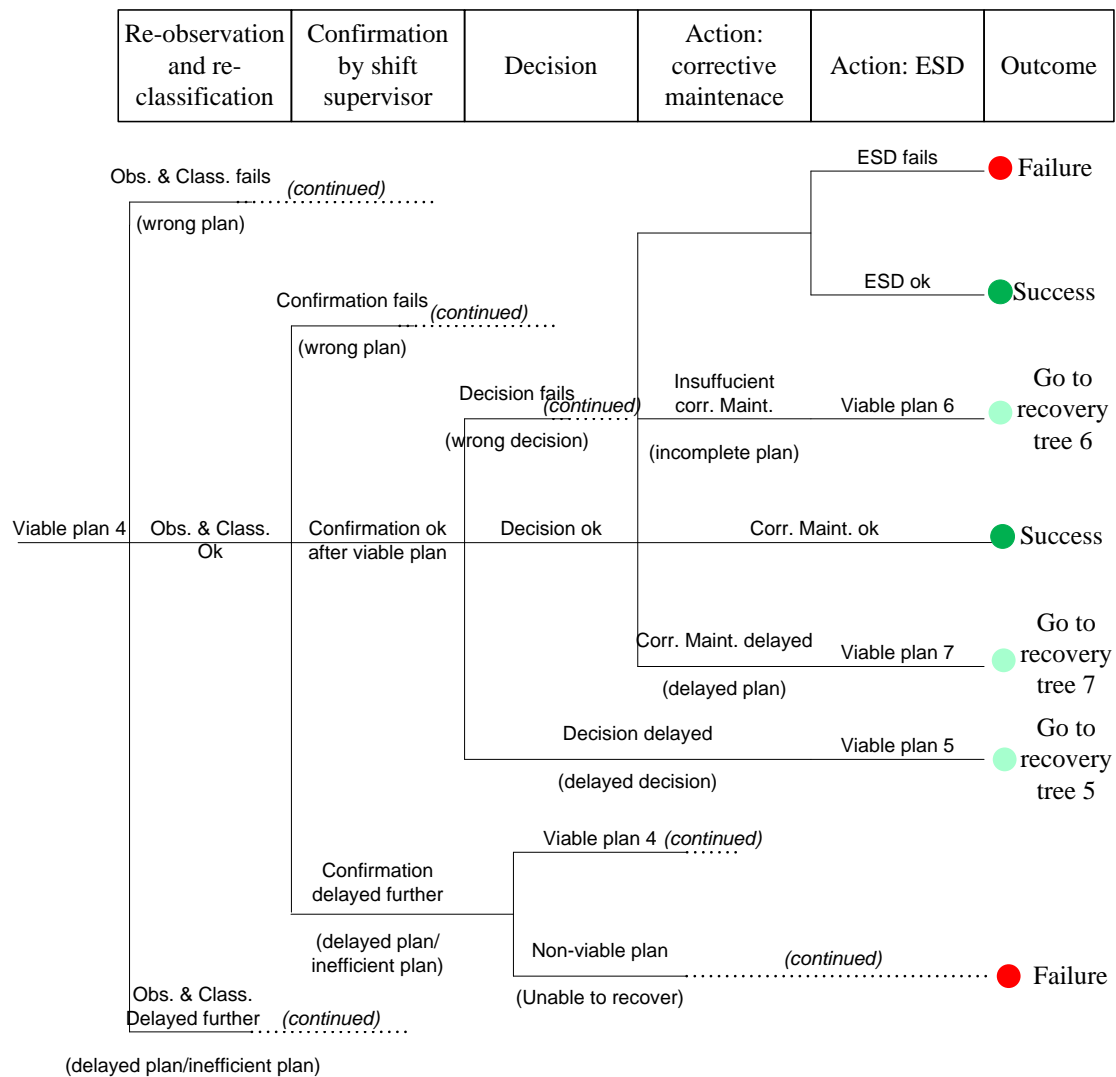 Re-observation
and re-
classification
Confirmation
by shift
supervisor
Decision
Action:
corrective
maintenace
Action: ESD
Outcome
ESD fails
Failure
Obs. & Class. fails
(continued)
(wrong plan)
ESD ok
Success
Confirmation fails
(continued)
(wrong plan)
Decision fails
(continued)
(wrong decision)
Insuffucient
corr. Maint.
(incomplete plan)
Viable plan 6
Go to
recovery
tree 6
Viable plan 4
Obs. & Class.
Ok
Confirmation ok
after viable plan
Decision ok
Corr. Maint. ok
Success
Corr. Maint. delayed
(delayed plan)
Viable plan 7
Go to
recovery
tree 7
Decision delayed
(delayed decision)
Viable plan 5
Go to
recovery
tree 5
Viable plan 4 (continued)
Confirmation
delayed further
(delayed plan/
inefficient plan)
Non-viable plan
(Unable to recover)
(continued)
Failure
Obs. & Class.
Delayed further
(continued)
(delayed plan/inefficient plan)